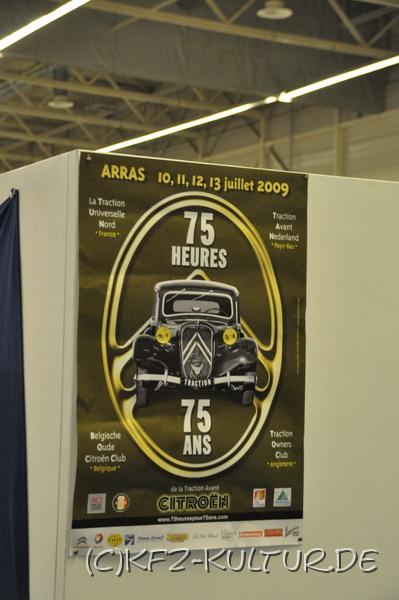 ARRAS 10, 11, 12, 13 juillet 2009
La Traction
Universelle
Nord
• France •
Traction
Avant
Nederland
• Pays-Bas •
75
HEURES
TRACTION
75
ANS
Belgische
Oude
Citroën Club
• Belgique •
Traction
Owners
Club
• Angleterre •
de la Traction Avant
CITROËN
www.75heurespour75ans.com
(C)KFZ-KULTUR.DE